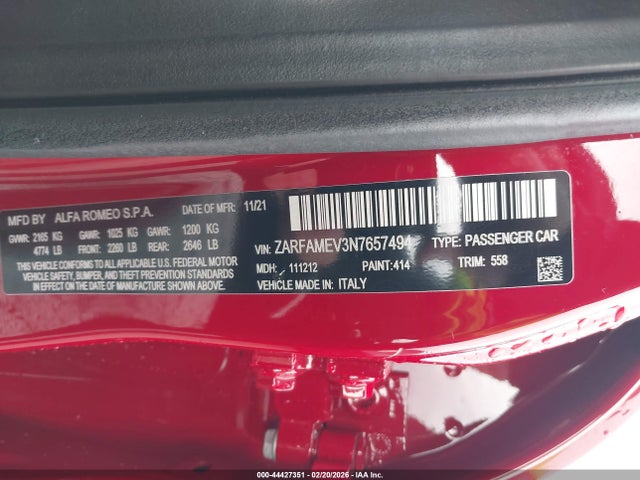 MFD BY ALFA ROMEO S.P.A. DATE OF MFR 11/21
GVWR: 2165 KG GAWR: 1025 KG GAWR: 1200 KG
4774 LB FRONT: 2260 LB REAR: 2646 LB
THIS VEHICLE CONFORMS TO ALL APPLICABLE U.S. FEDERAL MOTOR
VEHICLE SAFETY, BUMPER, AND THEFT PREVENTION STANDARDS
IN EFFECT ON THE DATE OF MANUFACTURE SHOWN ABOVE.
VIN: ZARFAMEV3N7657494 TYPE: PASSENGER CAR
MDH: 111212 PAINT: 414 TRIM: 558
VEHICLE MADE IN: ITALY
000-44427351 - 02/20/2026 - IAAI.COM